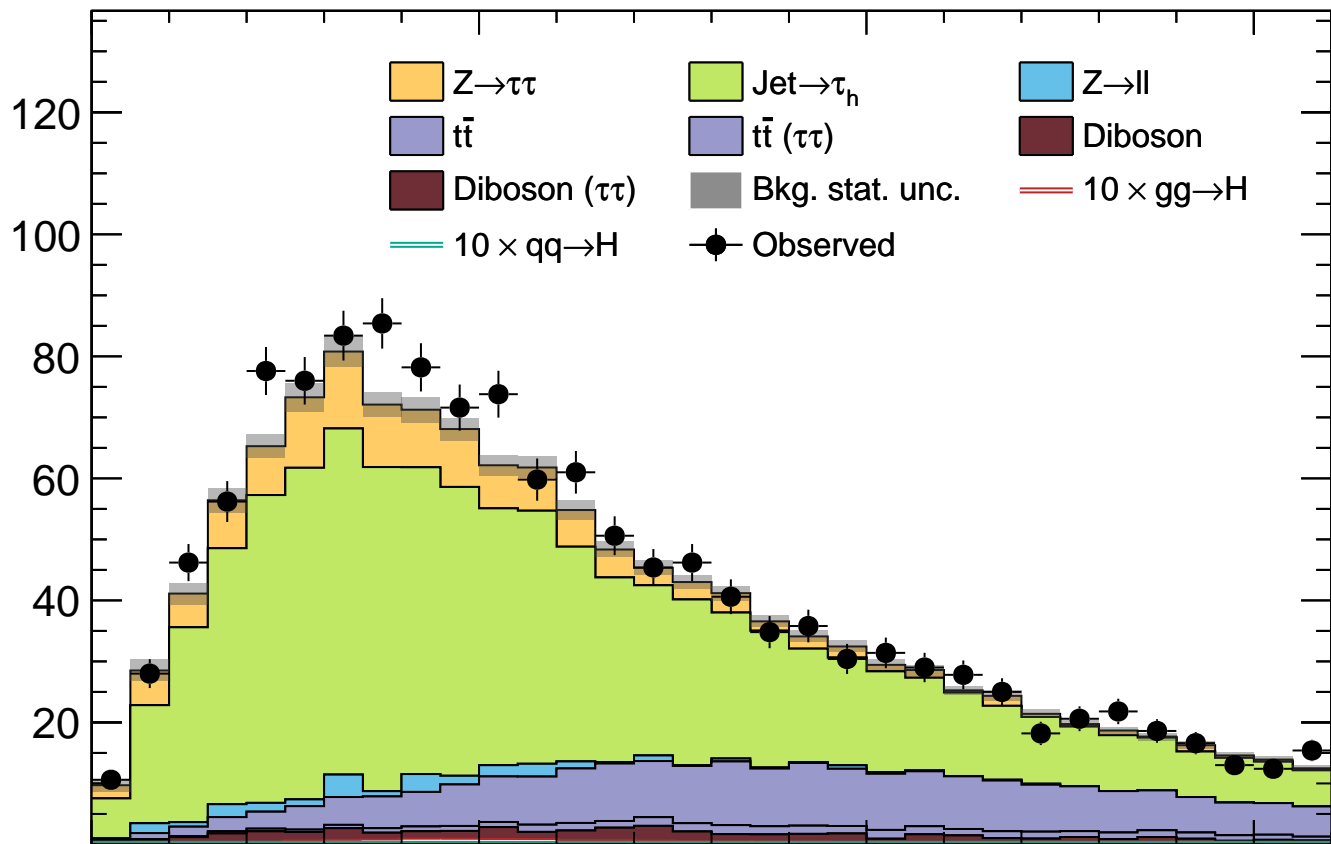 Z→ττ Jet→τh Z→ll
120
tt̄ tt̄ (ττ) Diboson
Diboson (ττ) Bkg. stat. unc. 10 × gg→H
100
10 × qq→H Observed
80
60
40
20